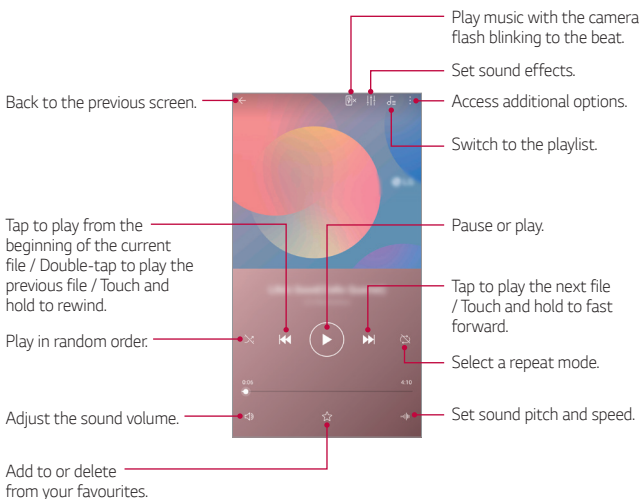 Play music with the camera
flash blinking to the beat.
Set sound effects.
Back to the previous screen.
Access additional options.
Switch to the playlist.
Tap to play from the
beginning of the current
file / Double-tap to play the
previous file / Touch and
hold to rewind.
Pause or play.
Tap to play the next file
/ Touch and hold to fast
forward.
Play in random order.
Select a repeat mode.
0:06
4:10
Adjust the sound volume.
Set sound pitch and speed.
Add to or delete
from your favourites.